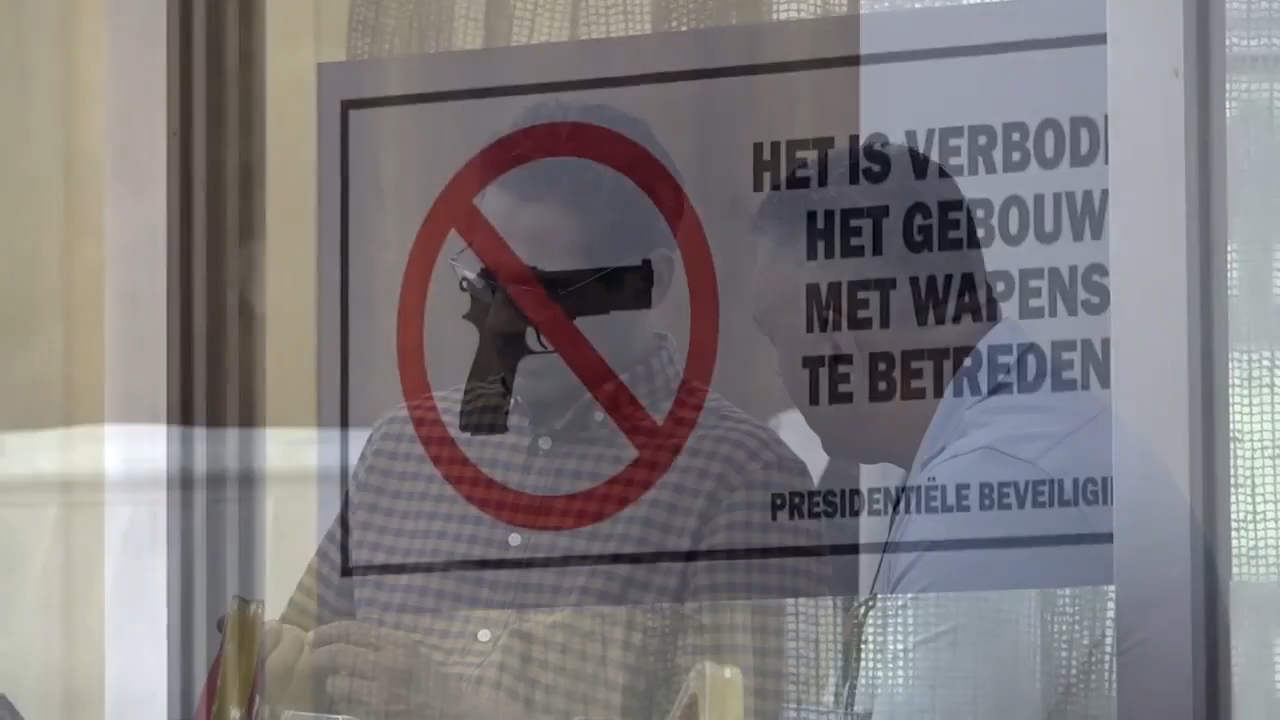 HET IS VERBOD
HET GEBOUW
MET WAPENS
TE BETREDEN
PRESIDENTIËLE BEVEILIGI